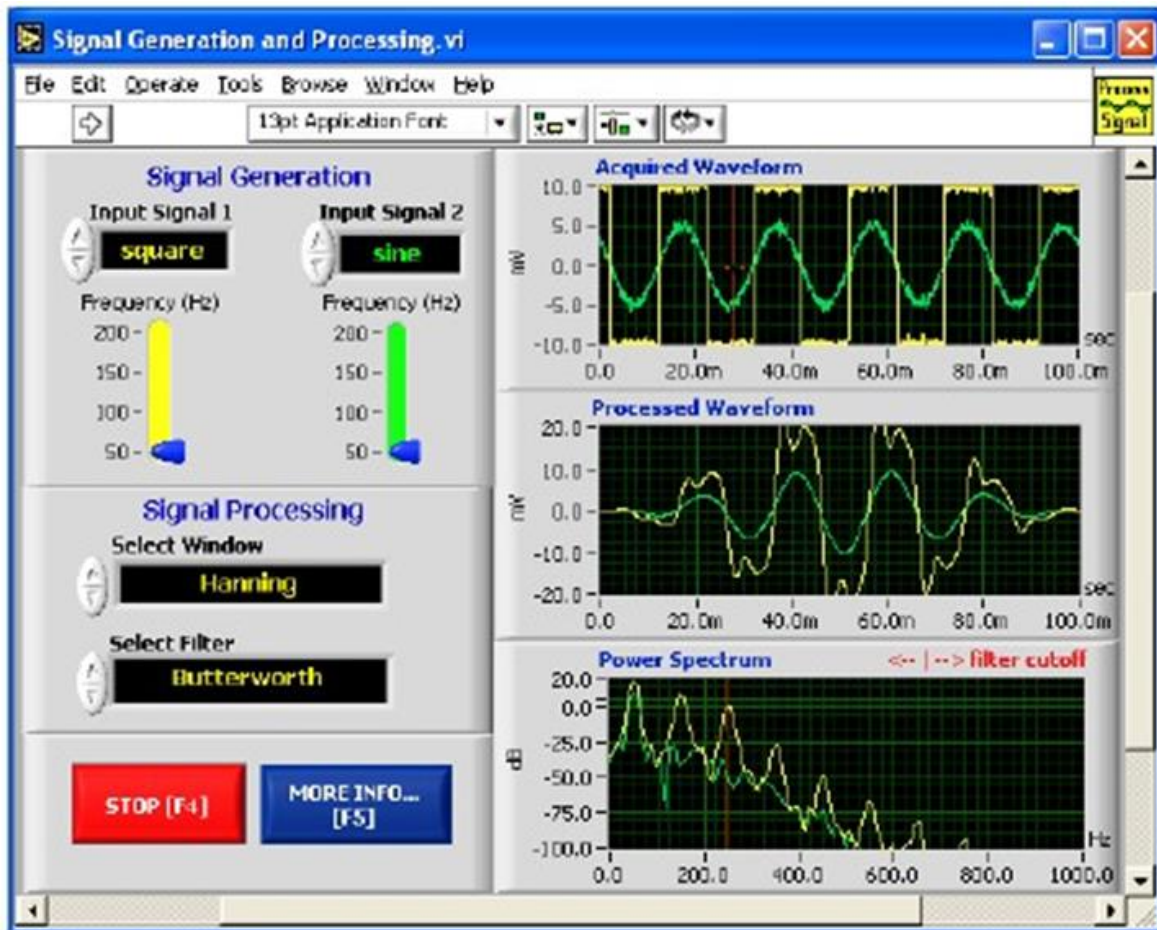 Signal Generation and Processing.vi
File Edit Operate Tools Browse Window Help
13pt Application Font
Process
Signal
Signal Generation
Input Signal 1
square
Input Signal 2
sine
Frequency (Hz)
200
150
100
50
Frequency (Hz)
200
150
100
50
Signal Processing
Select Window
Hanning
Select Filter
Butterworth
STOP [F4]
MORE INFO...
[F5]
Acquired Waveform
10.0
5.0
mV
0.0
-5.0
-10.0
sec
0.0 20.0m 40.0m 60.0m 80.0m 100.0m
Processed Waveform
20.0
10.0
mV
0.0
-10.0
-20.0
sec
0.0 20.0m 40.0m 60.0m 80.0m 100.0m
Power Spectrum <-- | --> filter cutoff
20.0
0.0
-25.0
dB
-50.0
-75.0
-100.0
Hz
0.0 200.0 400.0 600.0 800.0 1000.0